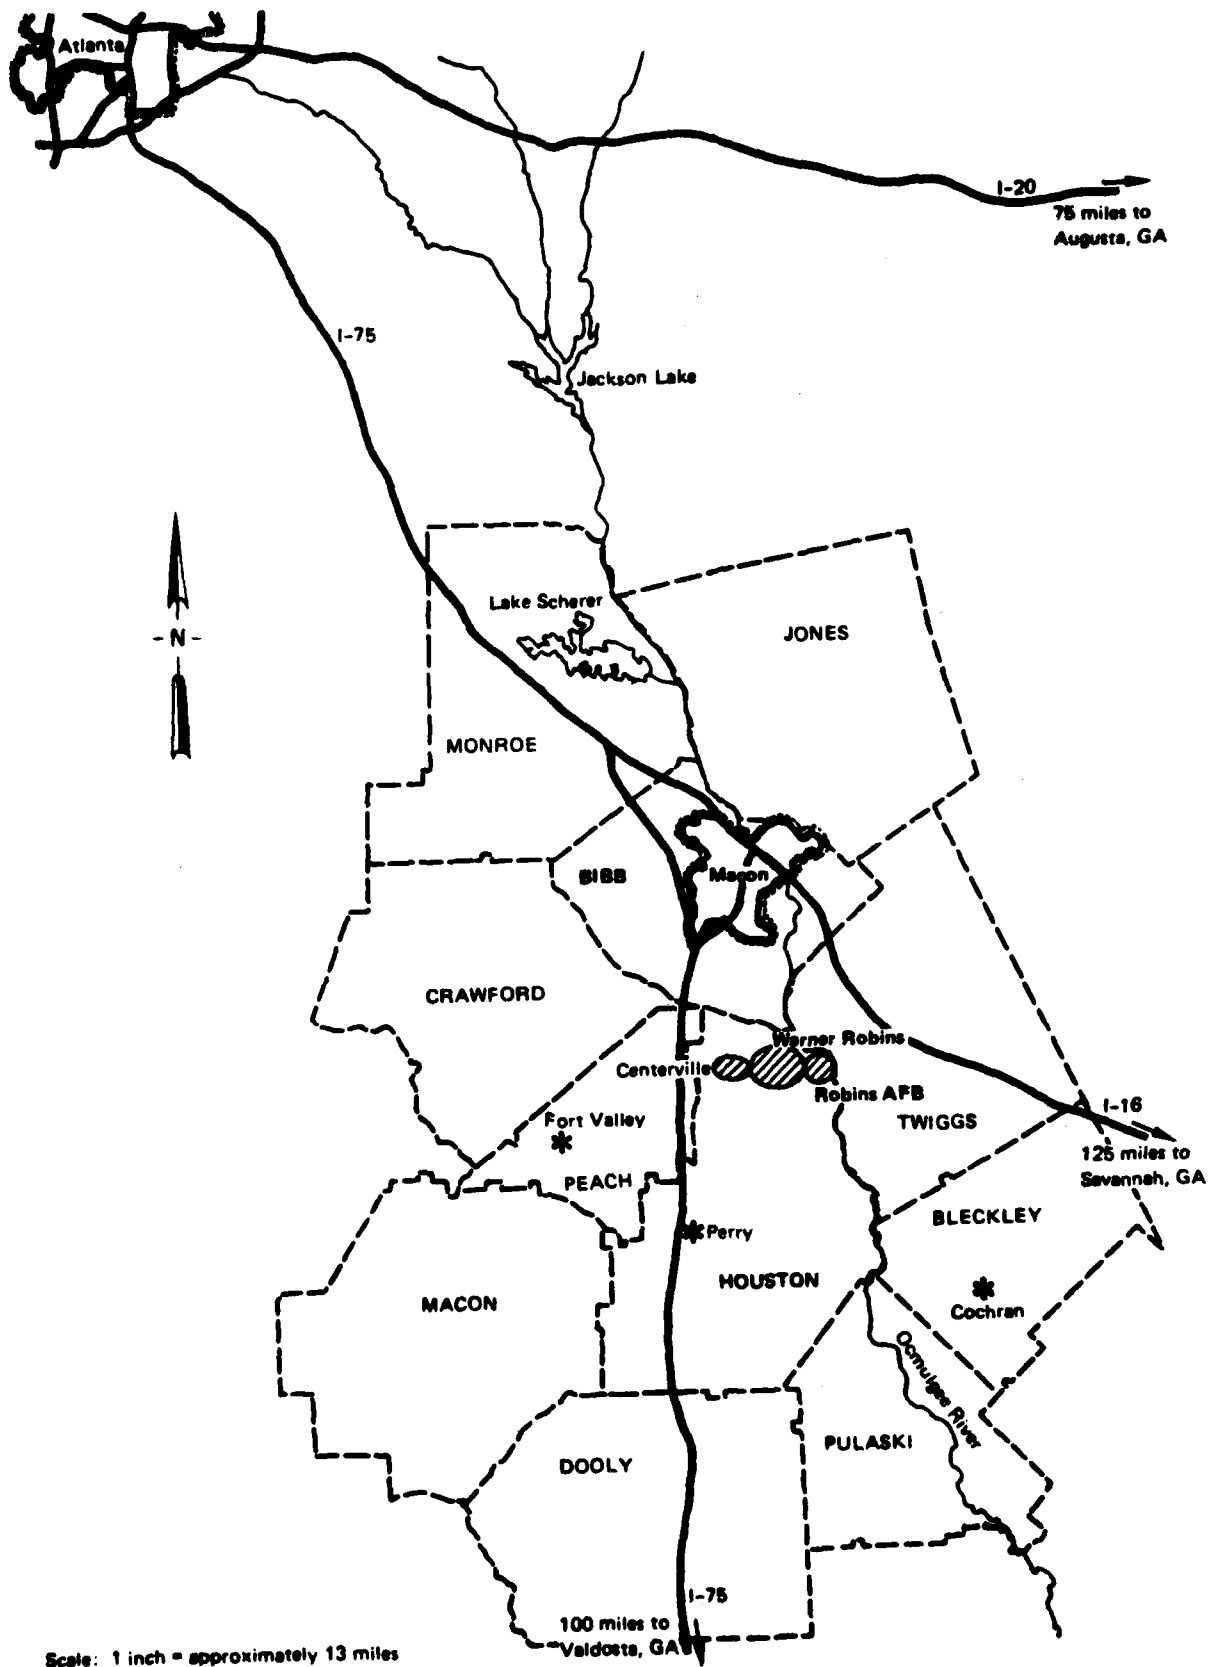 Atlanta
I-20
75 miles to
Augusta, GA
I-75
Jackson Lake
Lake Scherer
JONES
- N -
MONROE
BIBB
Macon
CRAWFORD
Warner Robins
Centerville
Robins AFB
Fort Valley
TWIGGS
I-16
125 miles to
Savannah, GA
PEACH
BLECKLEY
Perry
HOUSTON
MACON
Cochran
Ocmulgee River
PULASKI
DOOLY
I-75
100 miles to
Valdosta, GA
Scale: 1 inch = approximately 13 miles